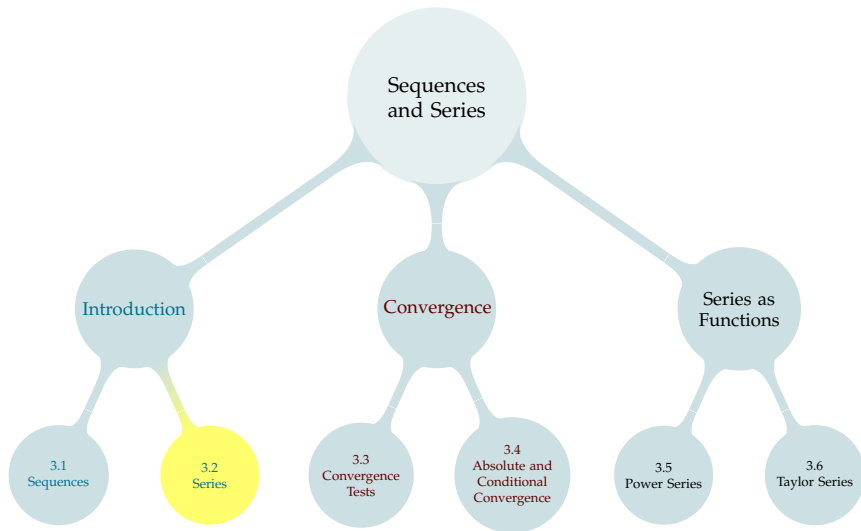 Sequences
and Series
Introduction
Convergence
Series as
Functions
3.1
Sequences
3.2
Series
3.3
Convergence
Tests
3.4
Absolute and
Conditional
Convergence
3.5
Power Series
3.6
Taylor Series